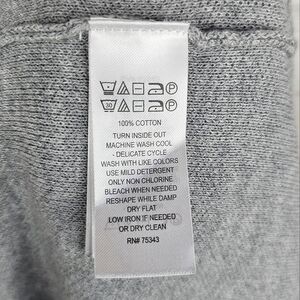 30
100% COTTON
TURN INSIDE OUT
MACHINE WASH COOL
- DELICATE CYCLE
WASH WITH LIKE COLORS
USE MILD DETERGENT
ONLY NON CHLORINE
BLEACH WHEN NEEDED
RESHAPE WHILE DAMP
DRY FLAT
LOW IRON IF NEEDED
OR DRY CLEAN
RN# 75343